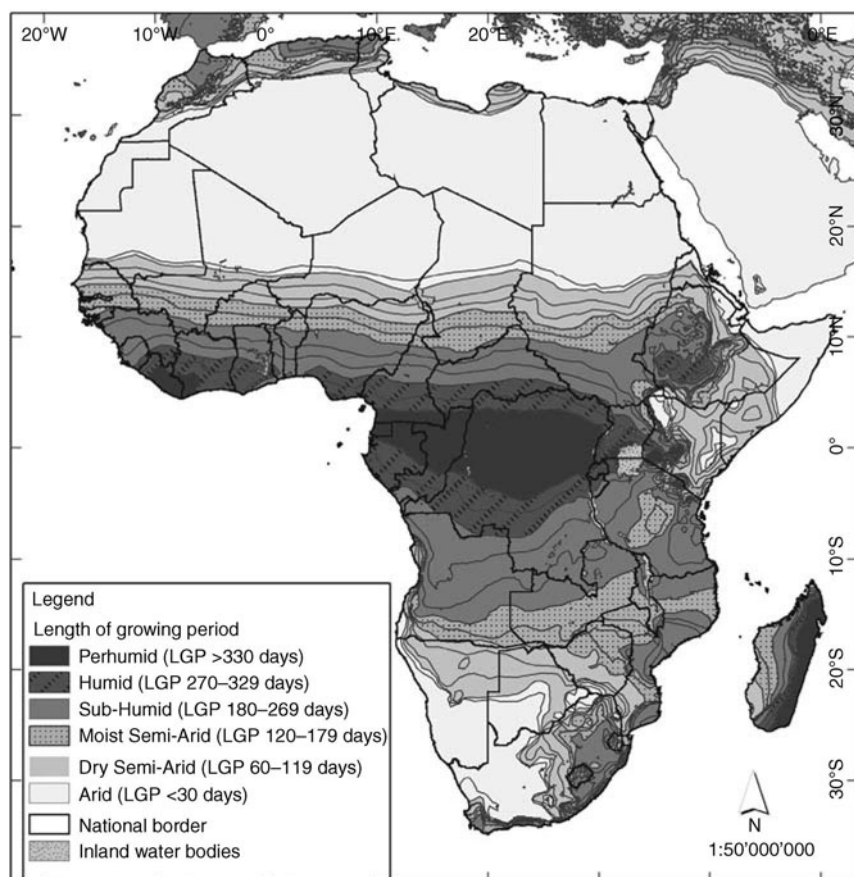 20°W 10°W 0° 10°E 20°E 0°E
30°N
20°N
10°N
0°
10°S
20°S
30°S
Legend
Length of growing period
Perhumid (LGP >330 days)
Humid (LGP 270–329 days)
Sub-Humid (LGP 180–269 days)
Moist Semi-Arid (LGP 120–179 days)
Dry Semi-Arid (LGP 60–119 days)
Arid (LGP <30 days)
National border
Inland water bodies
N
1:50'000'000